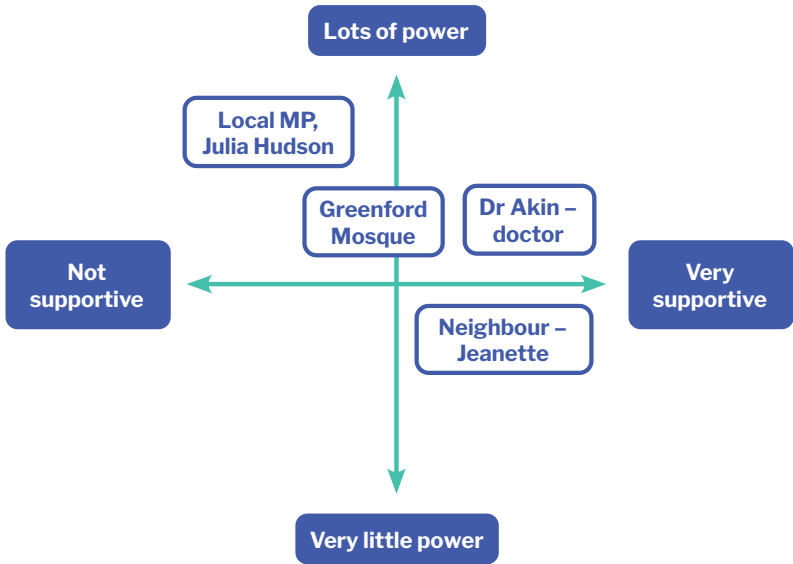 Lots of power
Local MP,
Julia Hudson
Greenford
Mosque
Dr Akin –
doctor
Not
supportive
Very
supportive
Neighbour –
Jeanette
Very little power